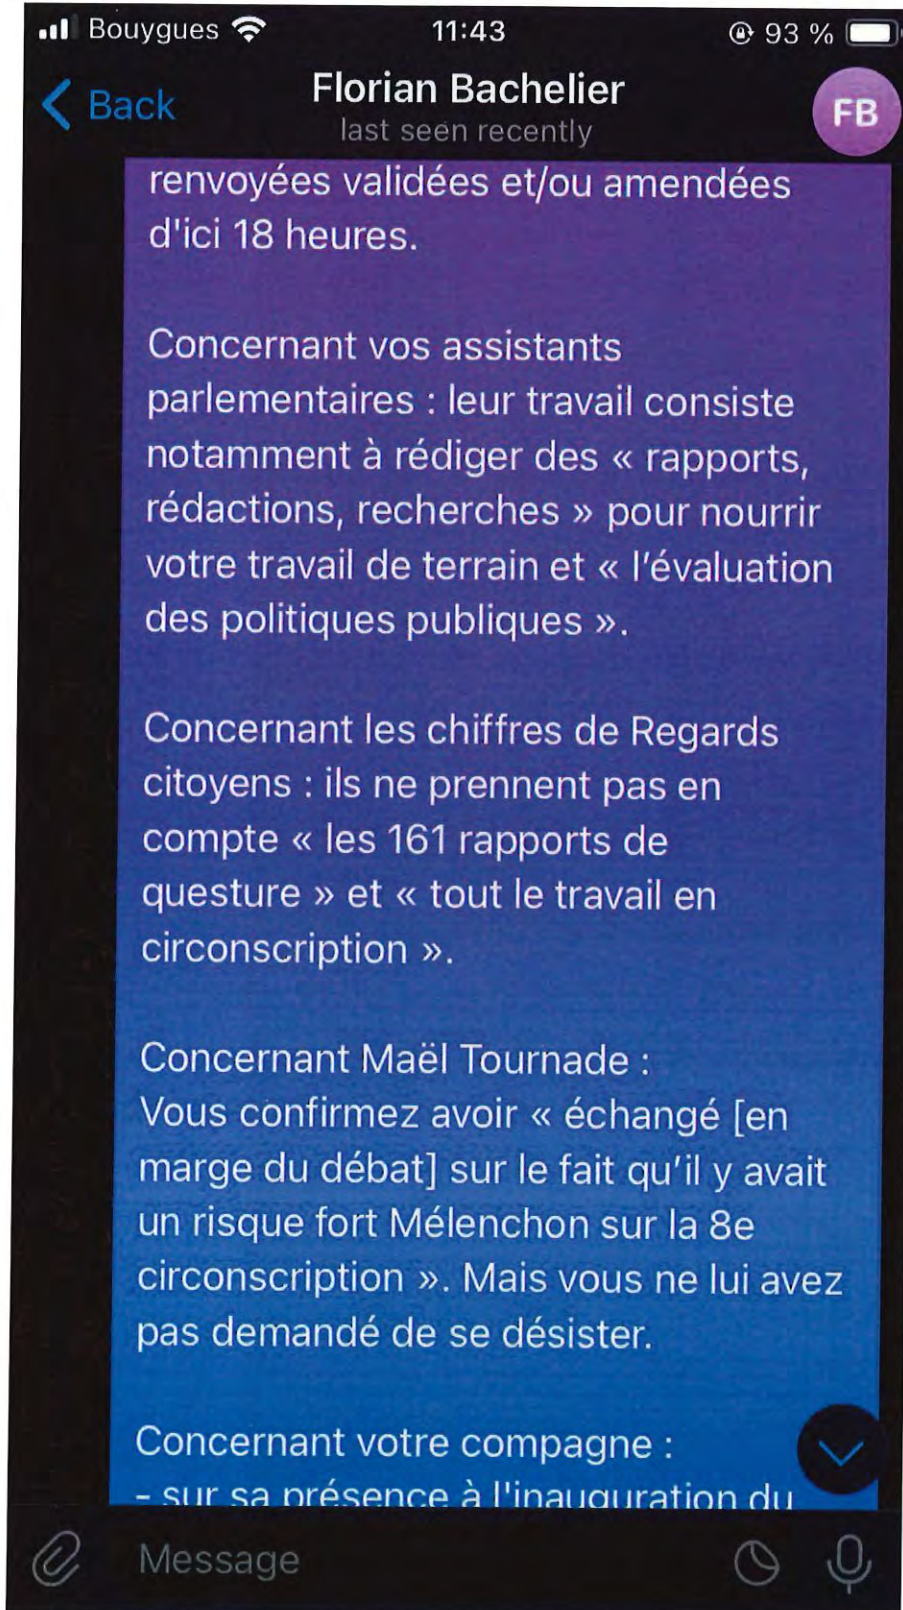 Bouygues 11:43 93 %
Back Florian Bachelier FB
last seen recently
renvoyées validées et/ou amendées
d'ici 18 heures.
Concernant vos assistants
parlementaires : leur travail consiste
notamment à rédiger des « rapports,
rédactions, recherches » pour nourrir
votre travail de terrain et « l’évaluation
des politiques publiques ».
Concernant les chiffres de Regards
citoyens : ils ne prennent pas en
compte « les 161 rapports de
questure » et « tout le travail en
circonscription ».
Concernant Maël Tournade :
Vous confirmez avoir « échangé [en
marge du débat] sur le fait qu’il y avait
un risque fort Mélenchon sur la 8e
circonscription ». Mais vous ne lui avez
pas demandé de se désister.
Concernant votre compagne :
- sur sa présence à l'inauguration du
Message